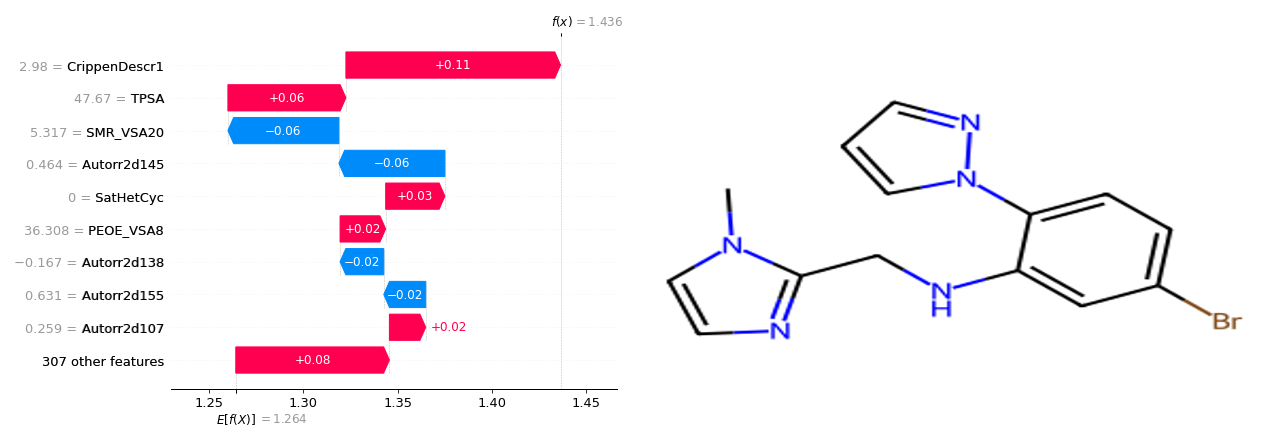 f(x) = 1.436
2.98 = CrippenDescr1
+0.11
47.67 = TPSA
+0.06
5.317 = SMR_VSA20
−0.06
0.464 = Autorr2d145
−0.06
0 = SatHetCyc
+0.03
36.308 = PEOE_VSA8
+0.02
−0.167 = Autorr2d138
−0.02
0.631 = Autorr2d155
−0.02
0.259 = Autorr2d107
+0.02
307 other features
+0.08
1.25 1.30 1.35 1.40 1.45
E[f(X)] = 1.264
N
N
N
N
N
H
Br